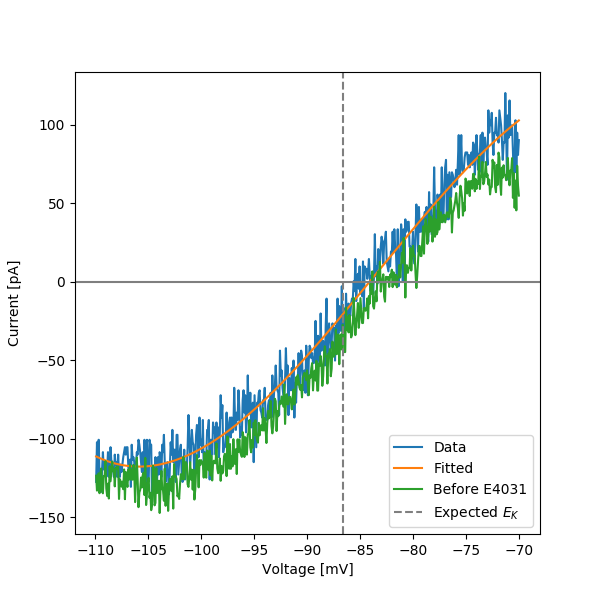 100
50
0
−50
−100
−150
Current [pA]
Data
Fitted
Before E4031
Expected E_K
−110
−105
−100
−95
−90
−85
−80
−75
−70
Voltage [mV]